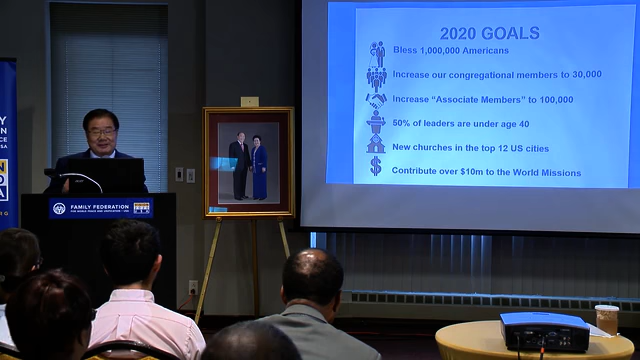 2020 GOALS
Bless 1,000,000 Americans
Increase our congregational members to 30,000
Increase “Associate Members” to 100,000
50% of leaders are under age 40
New churches in the top 12 US cities
$ Contribute over $10m to the World Missions
FAMILY FEDERATION
FOR WORLD PEACE AND UNIFICATION - USA